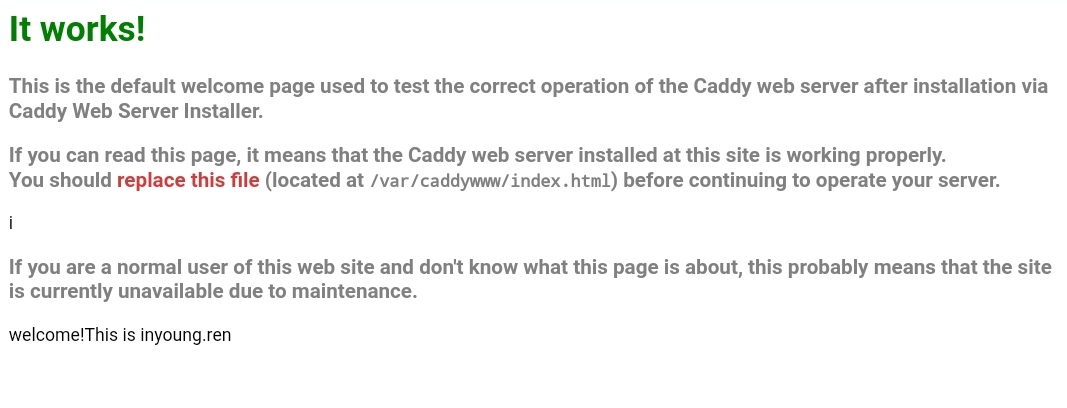 It works!
This is the default welcome page used to test the correct operation of the Caddy web server after installation via
Caddy Web Server Installer.
If you can read this page, it means that the Caddy web server installed at this site is working properly.
You should replace this file (located at /var/caddywww/index.html) before continuing to operate your server.
i
If you are a normal user of this web site and don't know what this page is about, this probably means that the site
is currently unavailable due to maintenance.
welcome!This is inyoung.ren